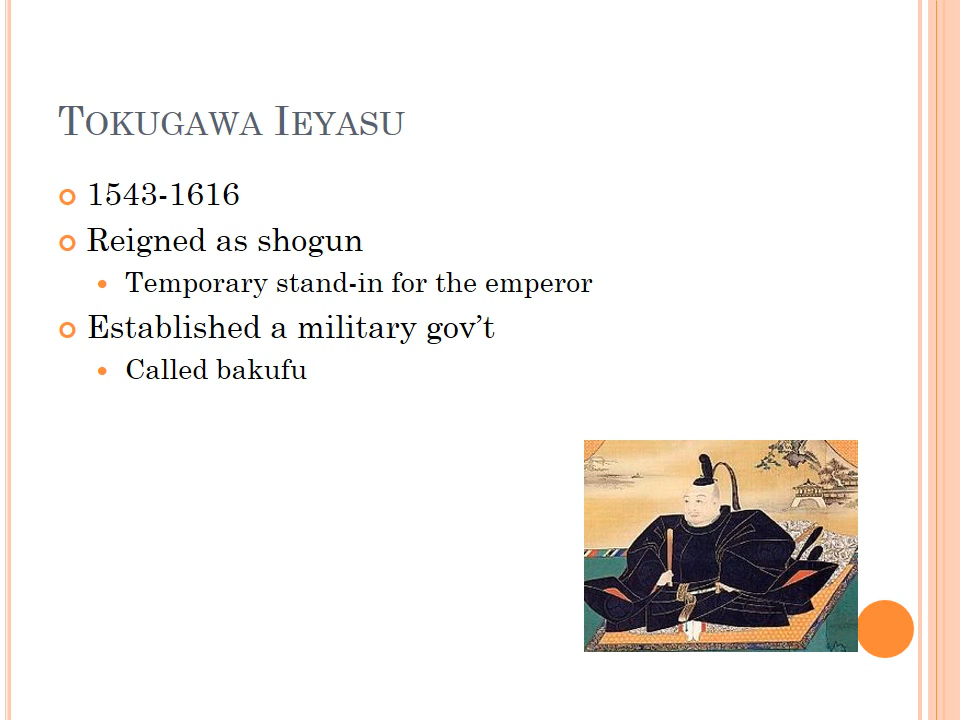 Tokugawa Ieyasu
1543-1616
Reigned as shogun
Temporary stand-in for the emperor
Established a military gov't
Called bakufu